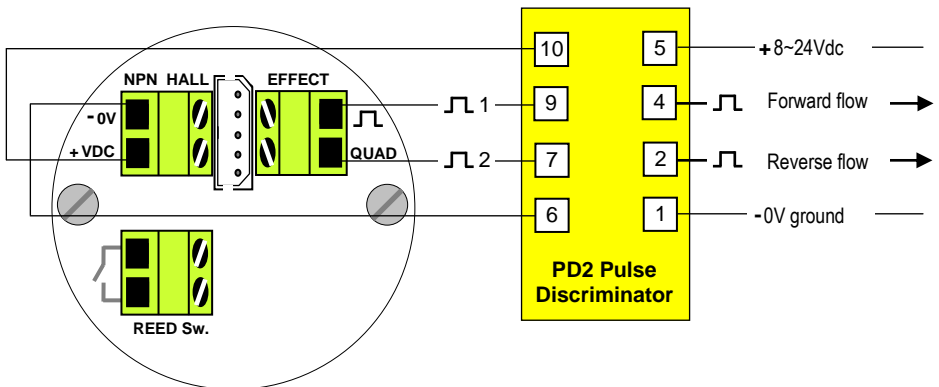 NPN HALL EFFECT
- 0V
+ VDC
QUAD
REED Sw.
1
2
10
9
7
6
5
4
2
1
PD2 Pulse
Discriminator
+ 8~24Vdc
Forward flow
Reverse flow
- 0V ground